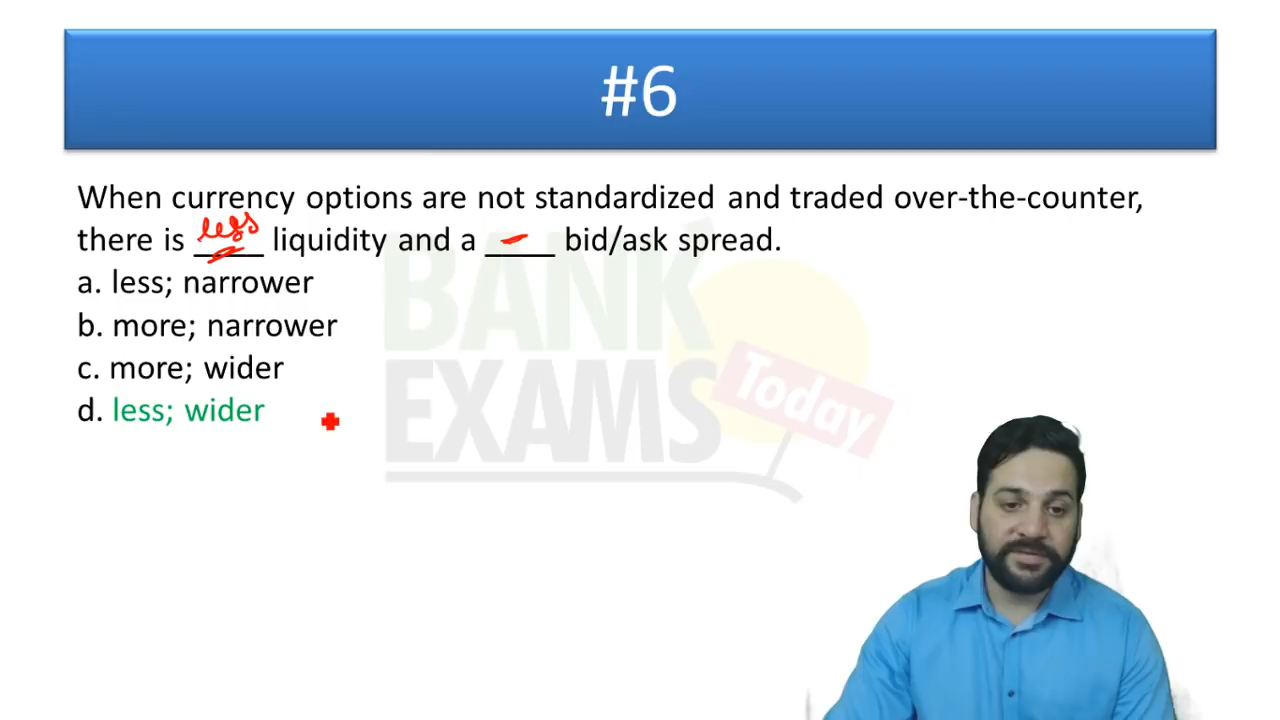 #6
When currency options are not standardized and traded over-the-counter,
there is less liquidity and a ____ bid/ask spread.
a. less; narrower
b. more; narrower
c. more; wider
d. less; wider
BANK
EXAMS
Today